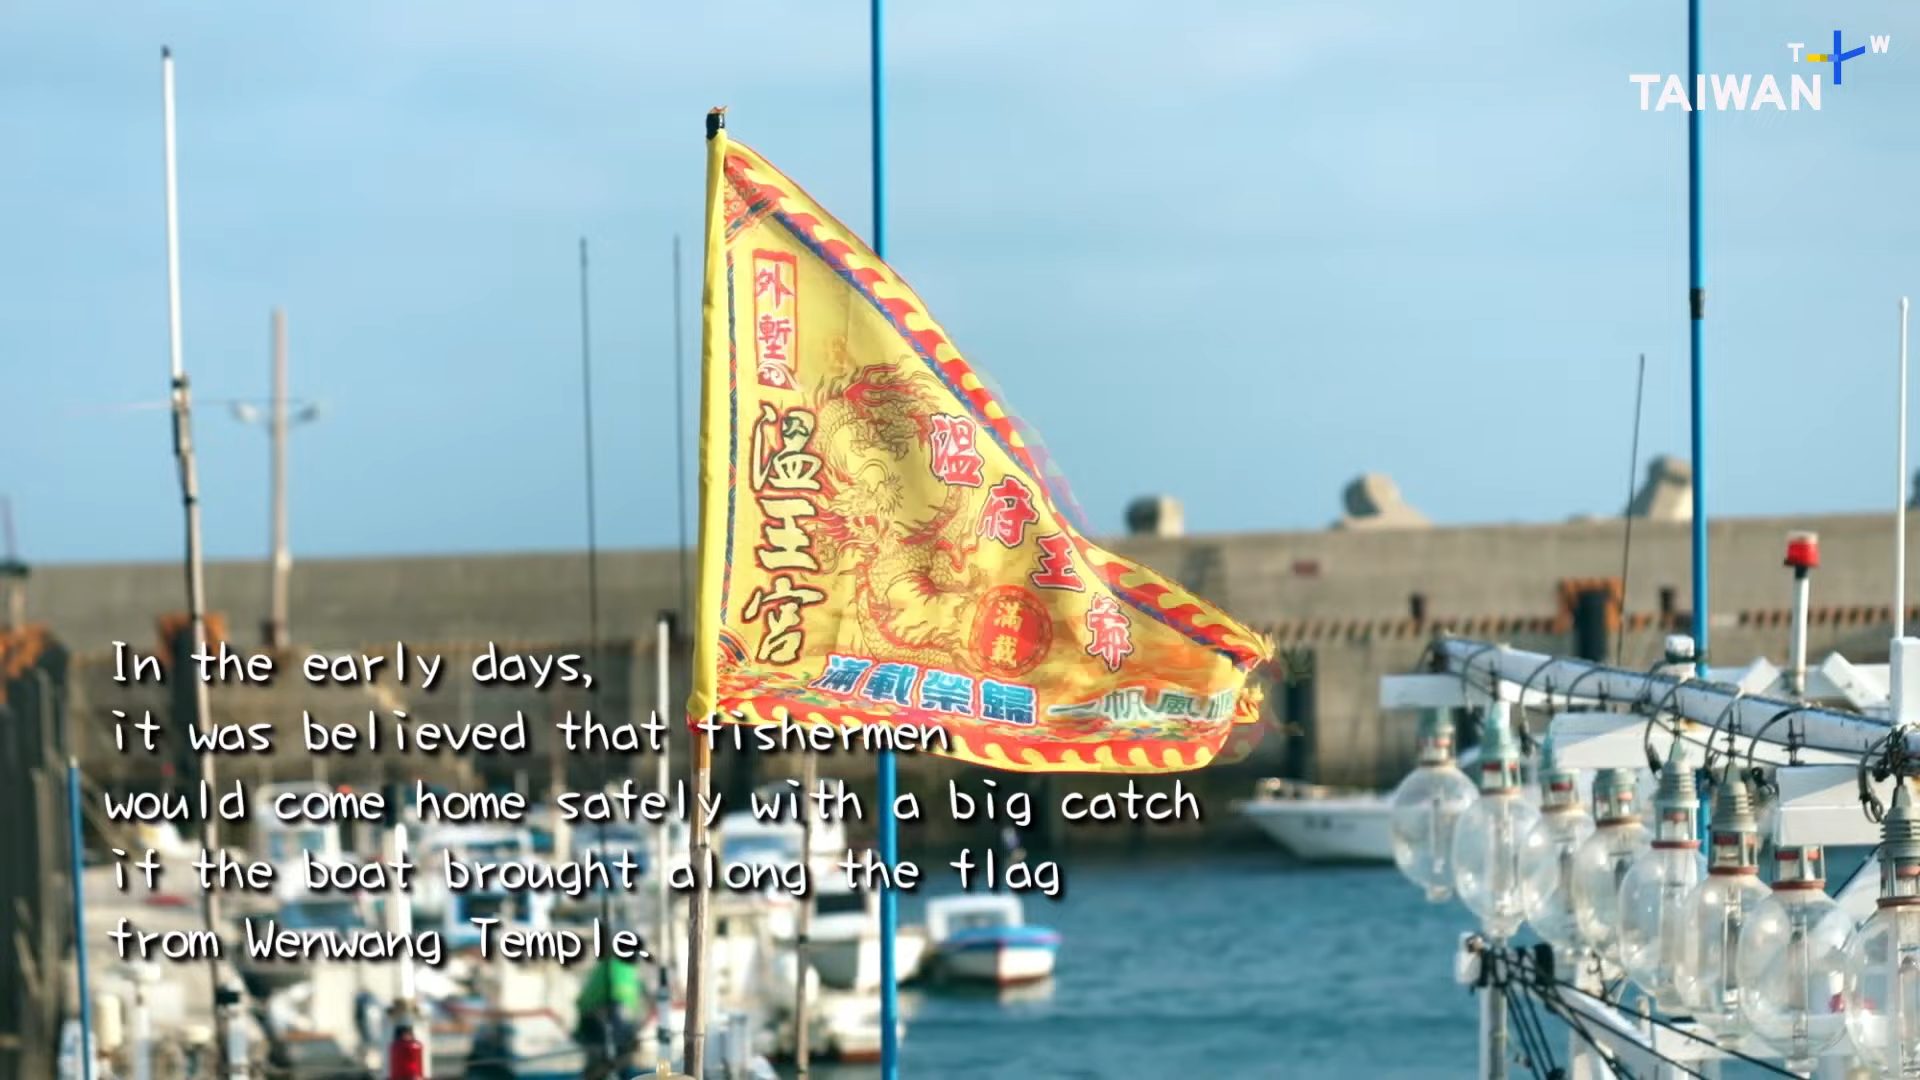 T W
TAIWAN
外塹
溫王宮
溫府王爺
滿載
滿載榮歸
一帆風順
In the early days,
it was believed that fishermen
would come home safely with a big catch
if the boat brought along the flag
from Wenwang Temple.